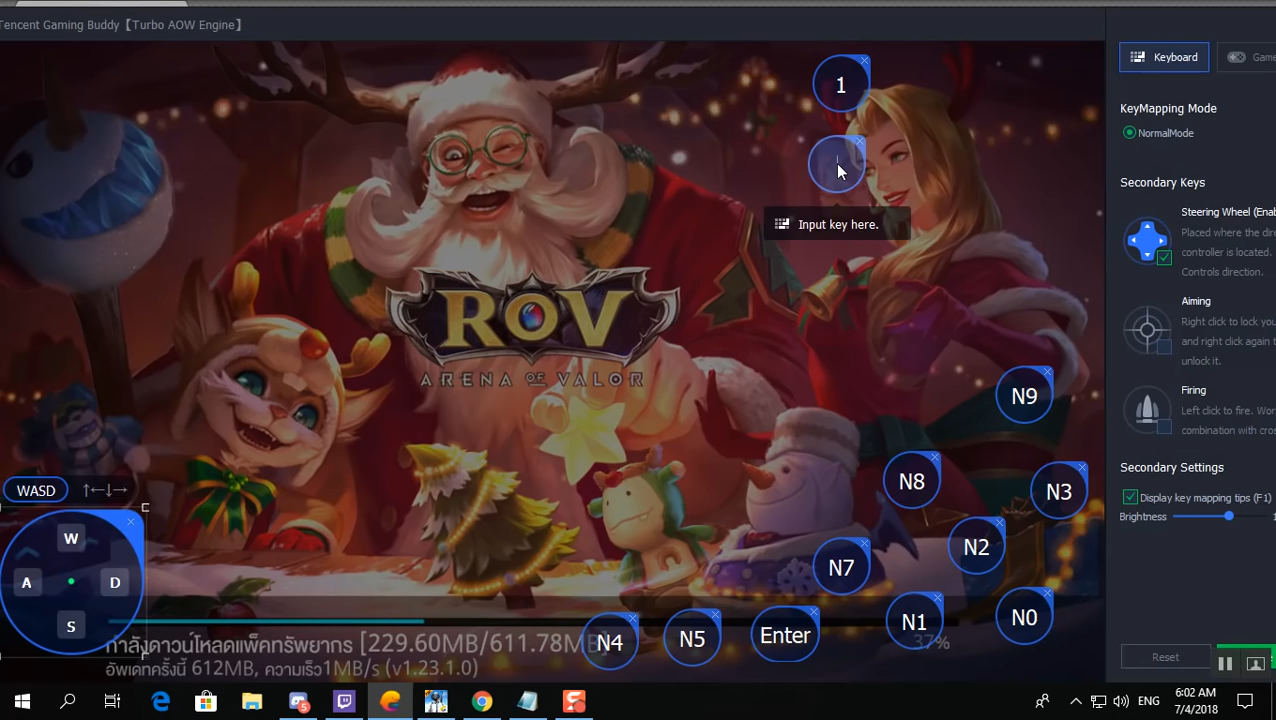 Tencent Gaming Buddy【Turbo AOW Engine】
Keyboard
Game
KeyMapping Mode
NormalMode
Secondary Keys
Steering Wheel (Enab
Placed where the dire
controller is located.
Controls direction.
Aiming
Right click to lock you
and right click again t
unlock it.
Firing
Left click to fire. Wor
combination with cros
Secondary Settings
Display key mapping tips (F1)
Brightness
1
Reset
1
Input key here.
ROV
ARENA OF VALOR
N9
N8
N3
N2
N7
N1
N0
N4
N5
Enter
WASD
↑←↓→
W
A
D
S
กำลังดาวน์โหลดแพ็คทรัพยากร [229.60MB/611.78MB]
37%
อัพเดทครั้งนี้ 612MB, ความเร็ว1MB/s (v1.23.1.0)
5
ENG
6:02 AM
7/4/2018